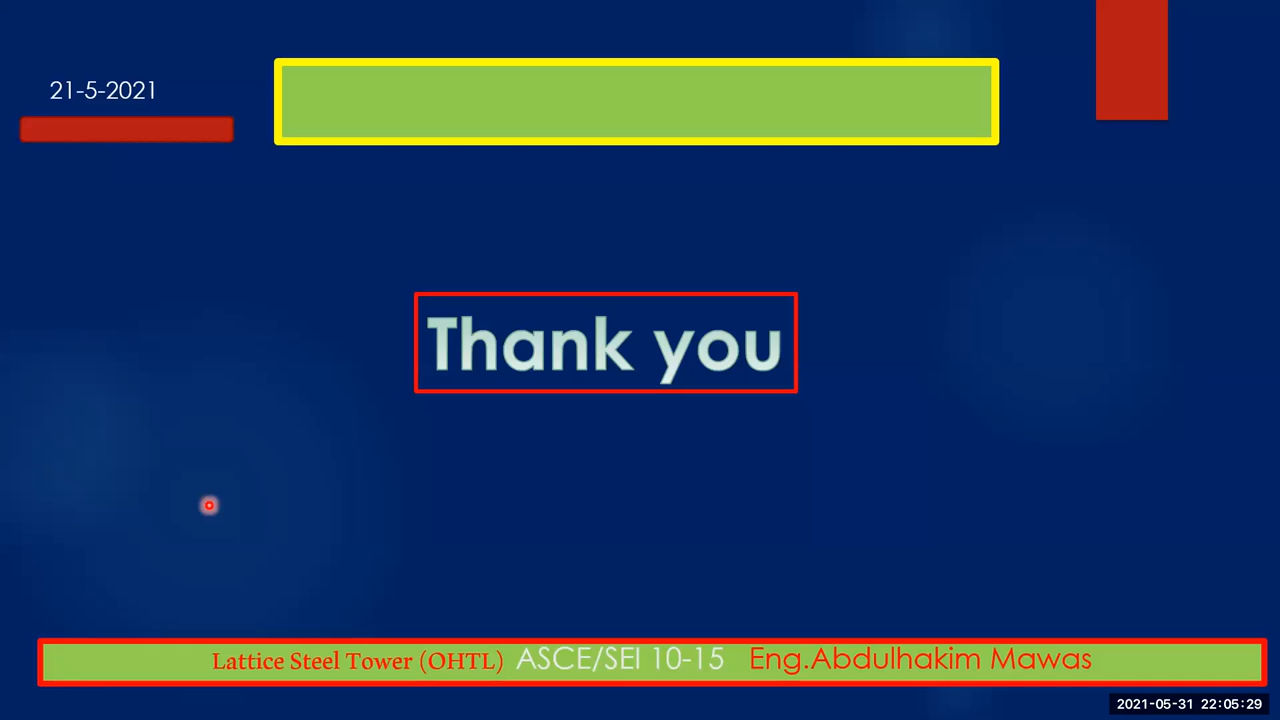 21-5-2021
Thank you
Lattice Steel Tower (OHTL) ASCE/SEI 10-15 Eng.Abdulhakim Mawas
2021-05-31 22:05:29